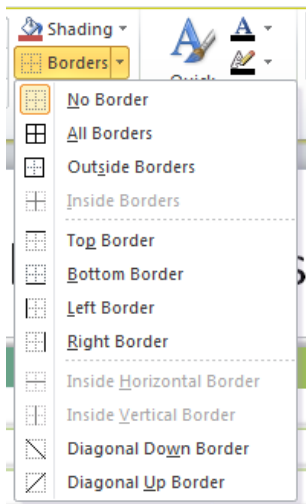 Shading
A
Borders
Quick
No Border
All Borders
Outside Borders
Inside Borders
Top Border
Bottom Border
Left Border
Right Border
Inside Horizontal Border
Inside Vertical Border
Diagonal Down Border
Diagonal Up Border